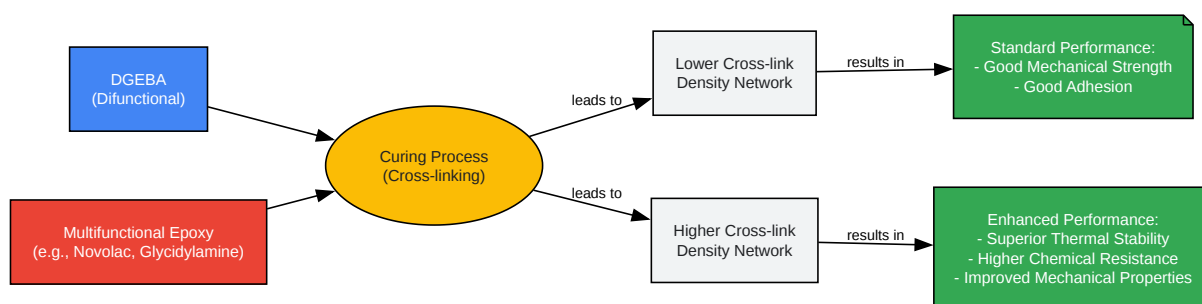 DGEBA
(Difunctional)
Multifunctional Epoxy
(e.g., Novolac, Glycidylamine)
Curing Process
(Cross-linking)
leads to
Lower Cross-link
Density Network
results in
Standard Performance:
- Good Mechanical Strength
- Good Adhesion
leads to
Higher Cross-link
Density Network
results in
Enhanced Performance:
- Superior Thermal Stability
- Higher Chemical Resistance
- Improved Mechanical Properties